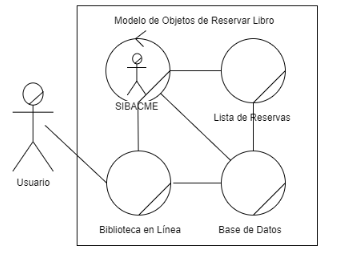 Modelo de Objetos de Reservar Libro
SIBACME
Lista de Reservas
Usuario
Biblioteca en Línea
Base de Datos